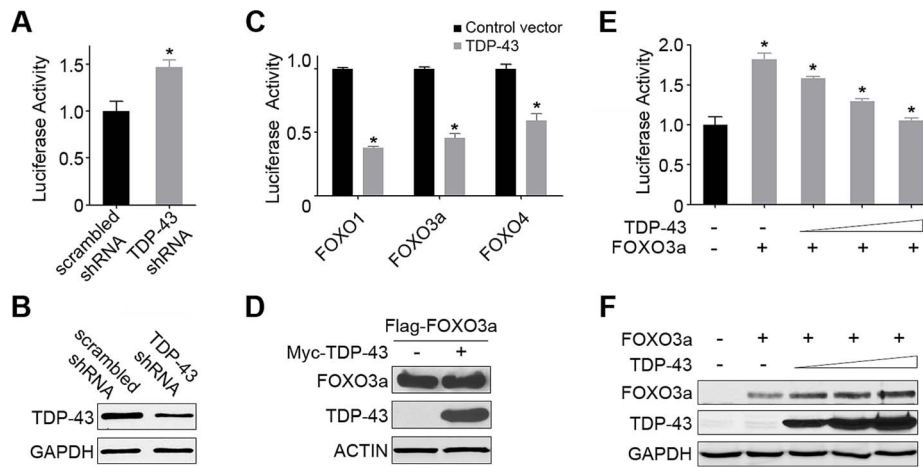 A
Luciferase Activity
1.5
1.0
0.5
0
*
scrambled
shRNA
TDP-43
shRNA
C
Control vector
TDP-43
Luciferase Activity
1.0
0.5
0
* * *
FOXO1 FOXO3a FOXO4
E
Luciferase Activity
2.0
1.5
1.0
0.5
0
* * * *
TDP-43 - -
FOXO3a - + + + +
B
scrambled
shRNA
TDP-43
shRNA
TDP-43
GAPDH
D
Flag-FOXO3a
Myc-TDP-43 - +
FOXO3a
TDP-43
ACTIN
F
FOXO3a - + + + +
TDP-43 - -
FOXO3a
TDP-43
GAPDH